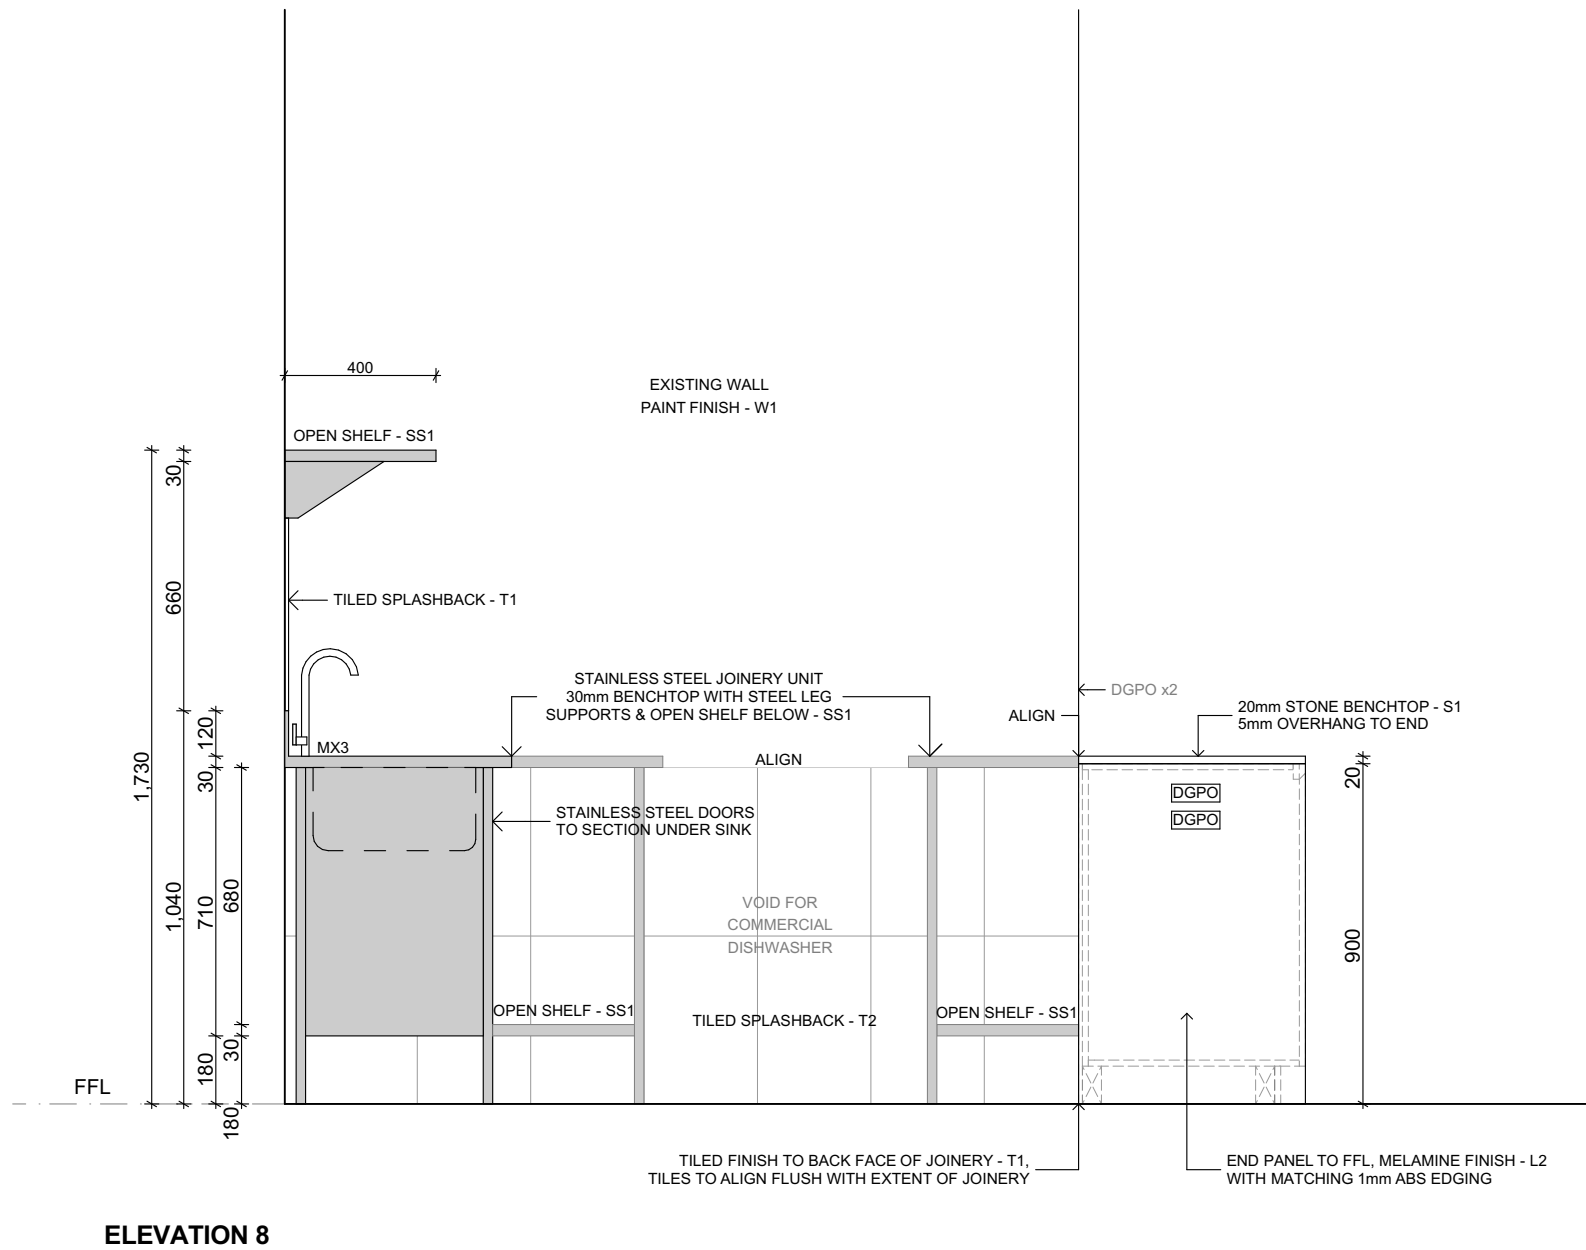 400
EXISTING WALL
PAINT FINISH - W1
OPEN SHELF - SS1
30
660
TILED SPLASHBACK - T1
STAINLESS STEEL JOINERY UNIT
30mm BENCHTOP WITH STEEL LEG
SUPPORTS & OPEN SHELF BELOW - SS1
DGPO x2
ALIGN
20mm STONE BENCHTOP - S1
5mm OVERHANG TO END
120
MX3
ALIGN
1,730
30
20
DGPO
DGPO
STAINLESS STEEL DOORS
TO SECTION UNDER SINK
1,040
710
680
VOID FOR
COMMERCIAL
DISHWASHER
900
OPEN SHELF - SS1
TILED SPLASHBACK - T2
OPEN SHELF - SS1
180
30
180
FFL
TILED FINISH TO BACK FACE OF JOINERY - T1,
TILES TO ALIGN FLUSH WITH EXTENT OF JOINERY
END PANEL TO FFL, MELAMINE FINISH - L2
WITH MATCHING 1mm ABS EDGING
ELEVATION 8